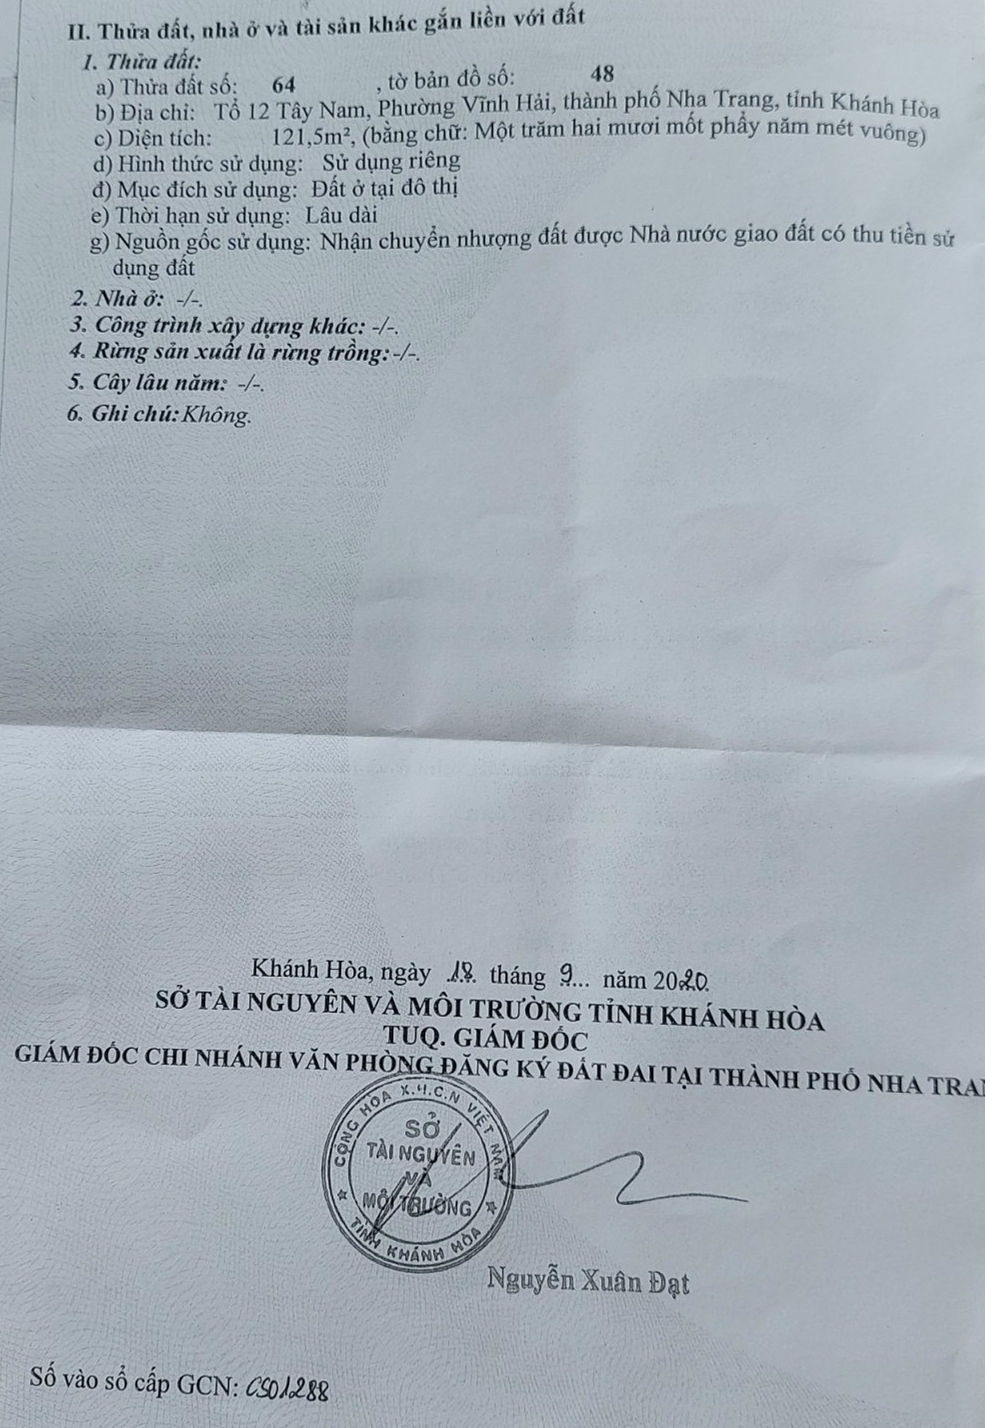 II. Thửa đất, nhà ở và tài sản khác gắn liền với đất
1. Thửa đất:
a) Thửa đất số: 64 , tờ bản đồ số: 48
b) Địa chỉ: Tổ 12 Tây Nam, Phường Vĩnh Hải, thành phố Nha Trang, tỉnh Khánh Hòa
c) Diện tích: 121,5m², (bằng chữ: Một trăm hai mươi mốt phẩy năm mét vuông)
d) Hình thức sử dụng: Sử dụng riêng
đ) Mục đích sử dụng: Đất ở tại đô thị
e) Thời hạn sử dụng: Lâu dài
g) Nguồn gốc sử dụng: Nhận chuyển nhượng đất được Nhà nước giao đất có thu tiền sử
dụng đất
2. Nhà ở: -/-.
3. Công trình xây dựng khác: -/-.
4. Rừng sản xuất là rừng trồng: -/-.
5. Cây lâu năm: -/-.
6. Ghi chú: Không.
Khánh Hòa, ngày 18 tháng 9... năm 2020
SỞ TÀI NGUYÊN VÀ MÔI TRƯỜNG TỈNH KHÁNH HÒA
TUQ. GIÁM ĐỐC
GIÁM ĐỐC CHI NHÁNH VĂN PHÒNG ĐĂNG KÝ ĐẤT ĐAI TẠI THÀNH PHỐ NHA TRAN
CỘNG HÒA X.H.C.N VIỆT NAM
SỞ
TÀI NGUYÊN
VÀ
MÔI TRƯỜNG
TỈNH KHÁNH HÒA
Nguyễn Xuân Đạt
Số vào sổ cấp GCN: CS01288